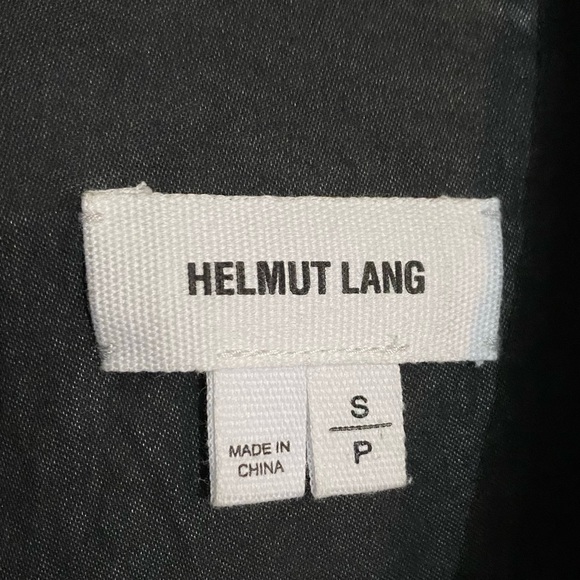 HELMUT LANG
MADE IN
CHINA
S
P